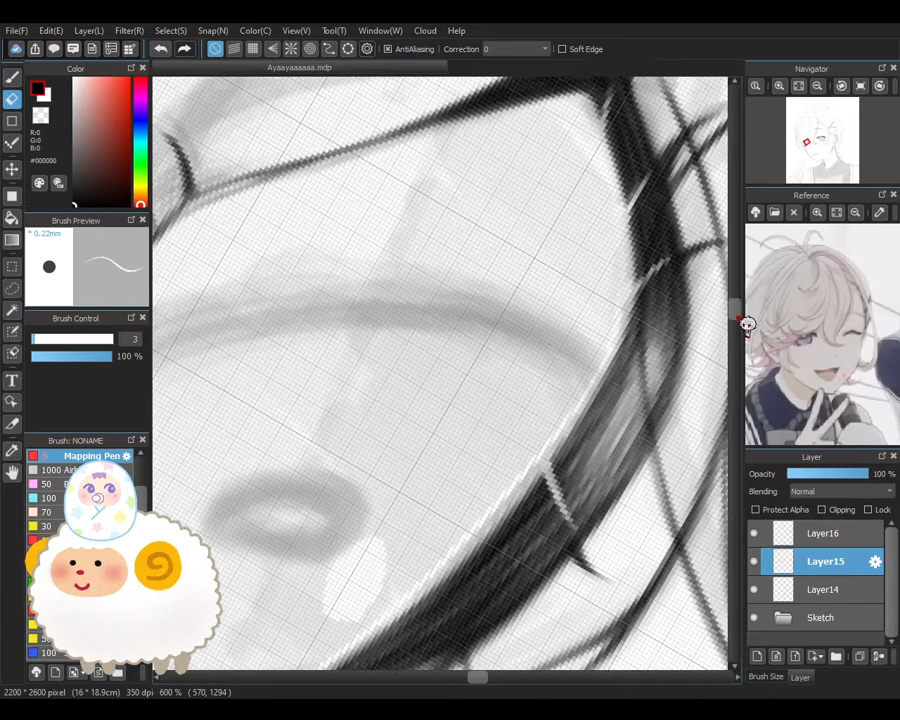 File(F) Edit(E) Layer(L) Filter(R) Select(S) Snap(N) Color(C) View(V) Tool(T) Window(W) Cloud Help(H)
AntiAliasing Correction 0 Soft Edge
Color
Ayaayaaaaaa.mdp
Navigator
R:0
G:0
B:0
#000000
Reference
Brush Preview
* 0.22mm
Brush Control
3
100 %
Brush: NONAME
5 Mapping Pen
1000
50
100
70
30
Layer
Opacity 100 %
Blending Normal
Protect Alpha Clipping Lock
Layer16
Layer15
Layer14
Sketch
Brush Size Layer
2200 * 2600 pixel (16 * 18.9cm) 350 dpi 600 % ( 570, 1294 )